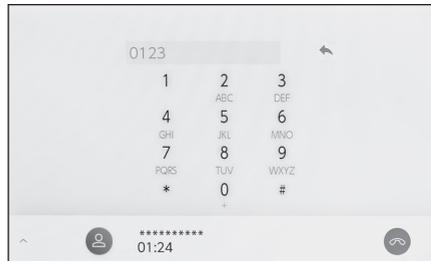 0123
1 2 3
ABC DEF
4 5 6
GHI JKL MNO
7 8 9
PQRS TUV WXYZ
* 0 #
+
**********
01:24